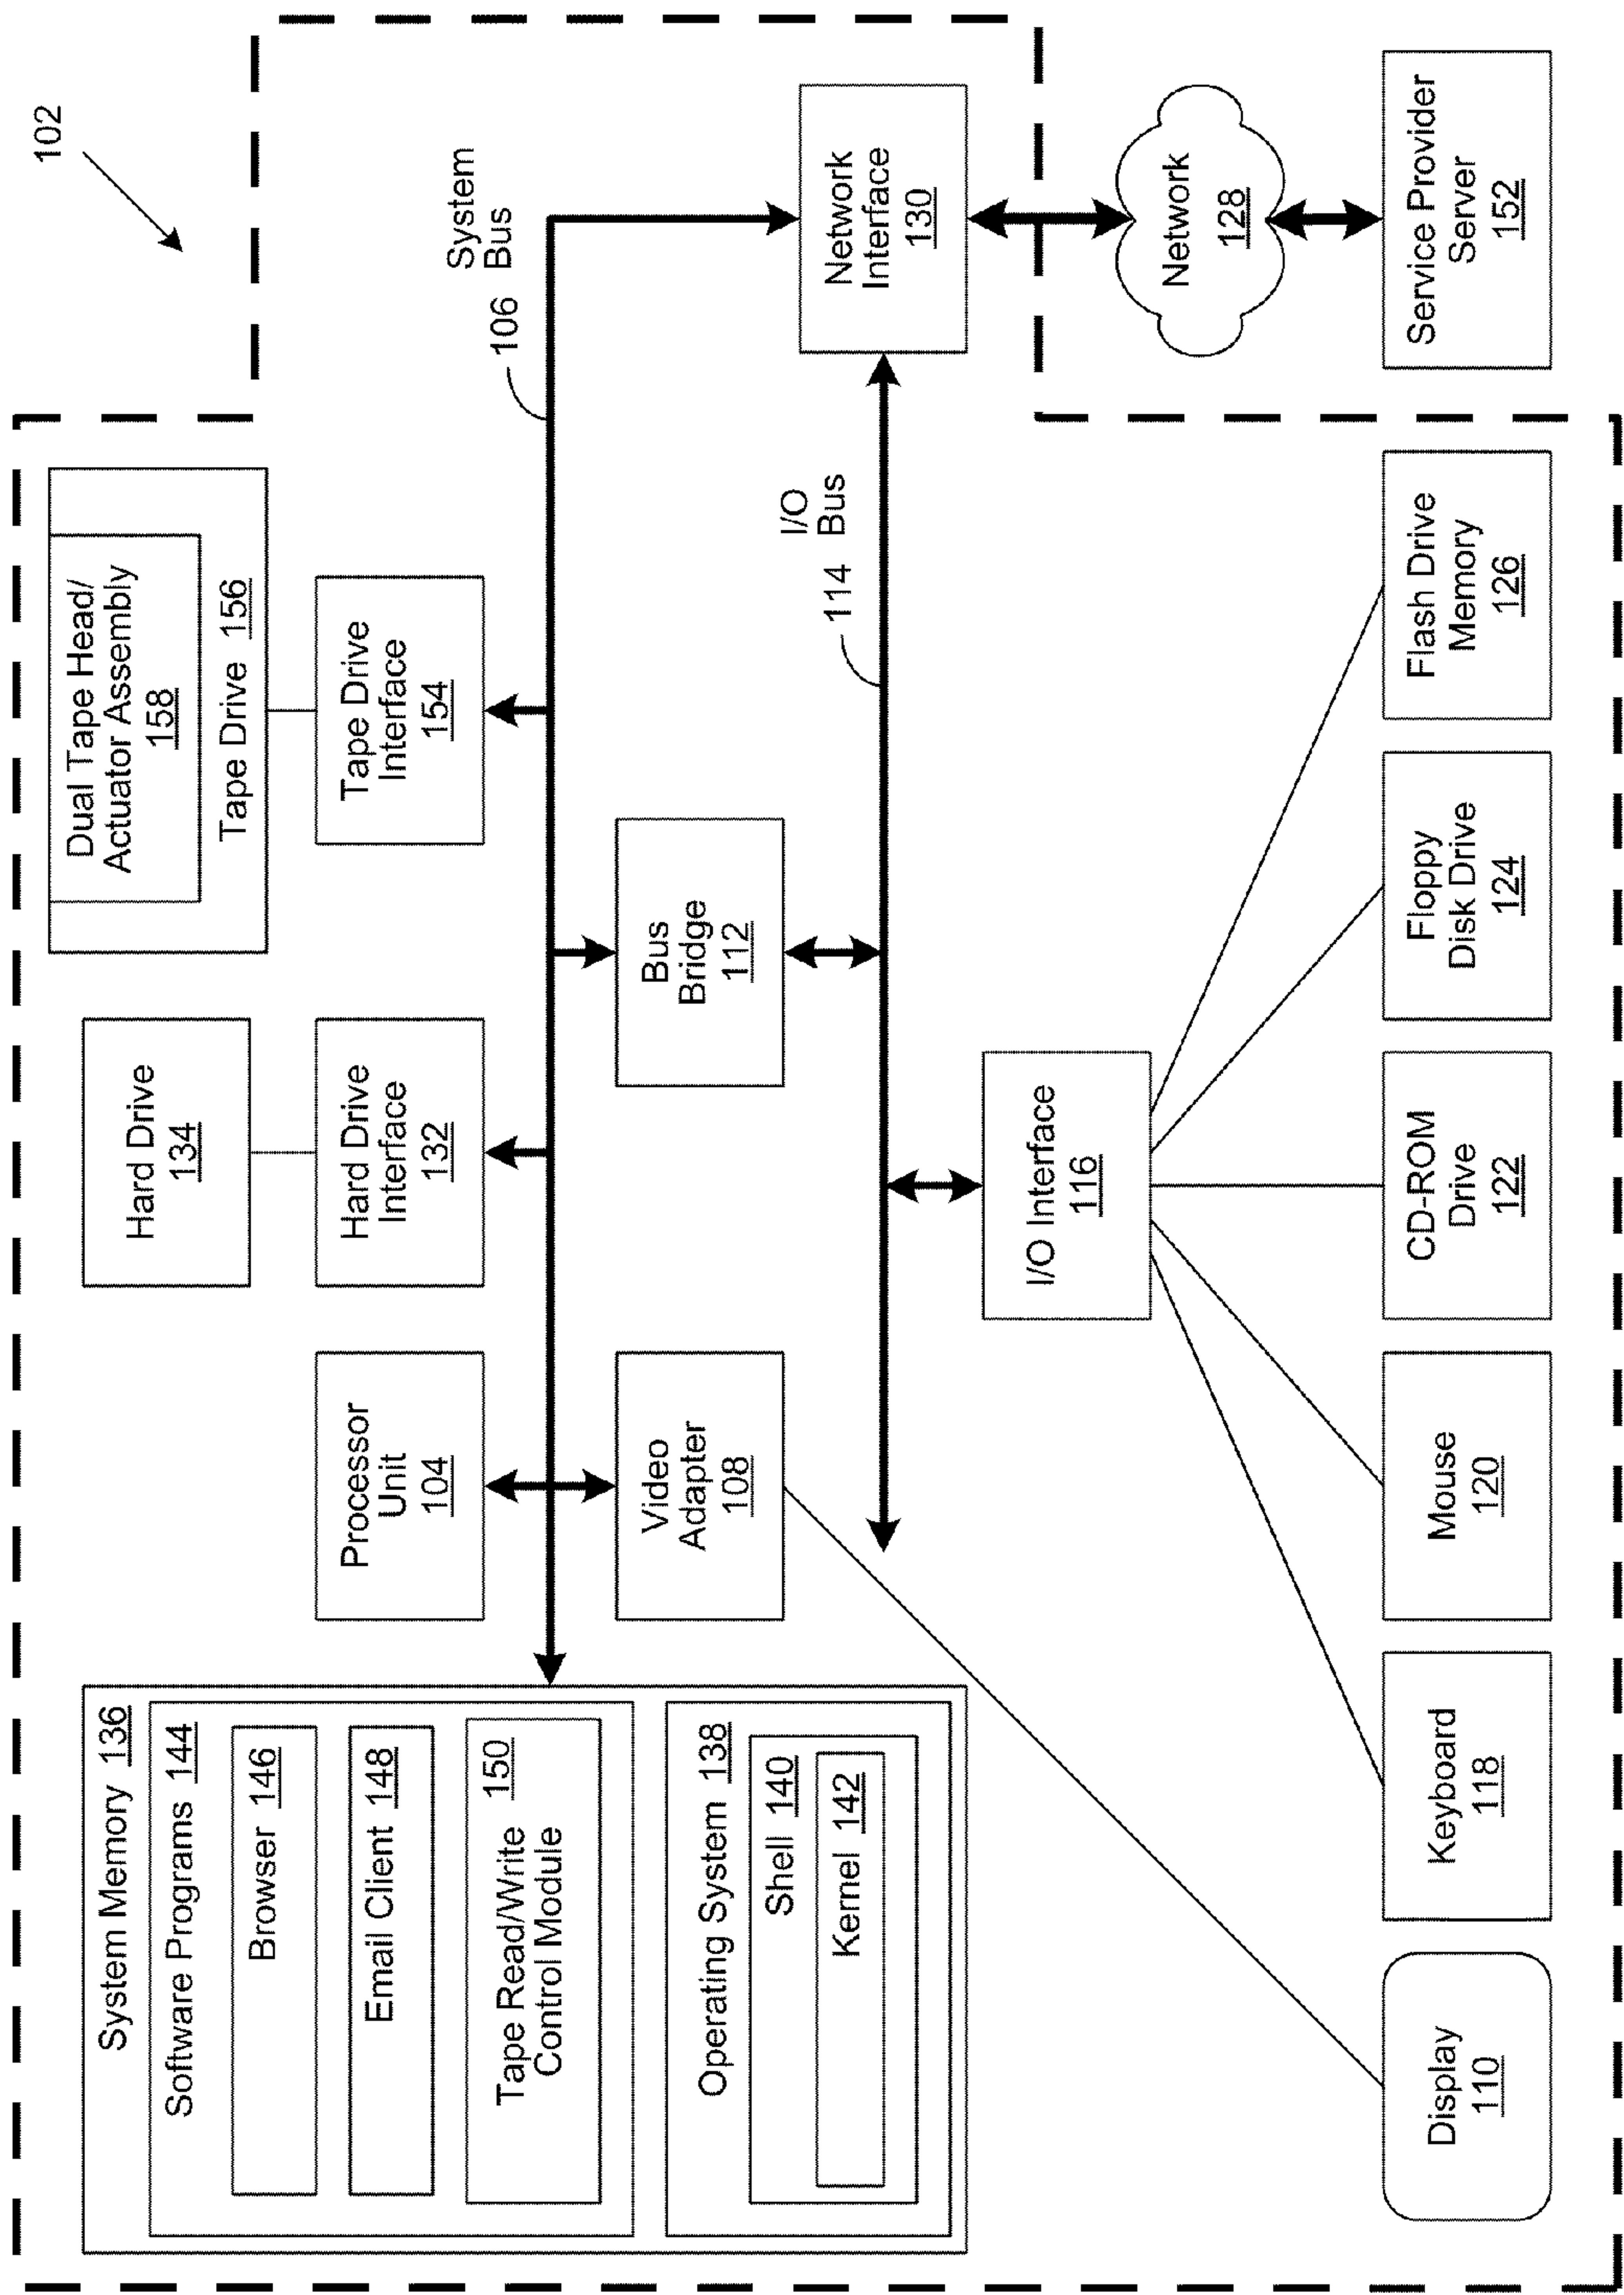 102
System Memory 136
Software Programs 144
Browser 146
Email Client 148
150
Tape Read/Write
Control Module
Operating System 138
Shell 140
Kernel 142
Processor
Unit
104
Video
Adapter
108
Hard Drive
134
Hard Drive
Interface
132
Dual Tape Head/
Actuator Assembly
158
Tape Drive 156
Tape Drive
Interface
154
Bus
Bridge
112
106
System
Bus
114
I/O
Bus
Network
Interface
130
Network
128
Service Provider
Server
152
I/O Interface
116
Display
110
Keyboard
118
Mouse
120
CD-ROM
Drive
122
Floppy
Disk Drive
124
Flash Drive
Memory
126